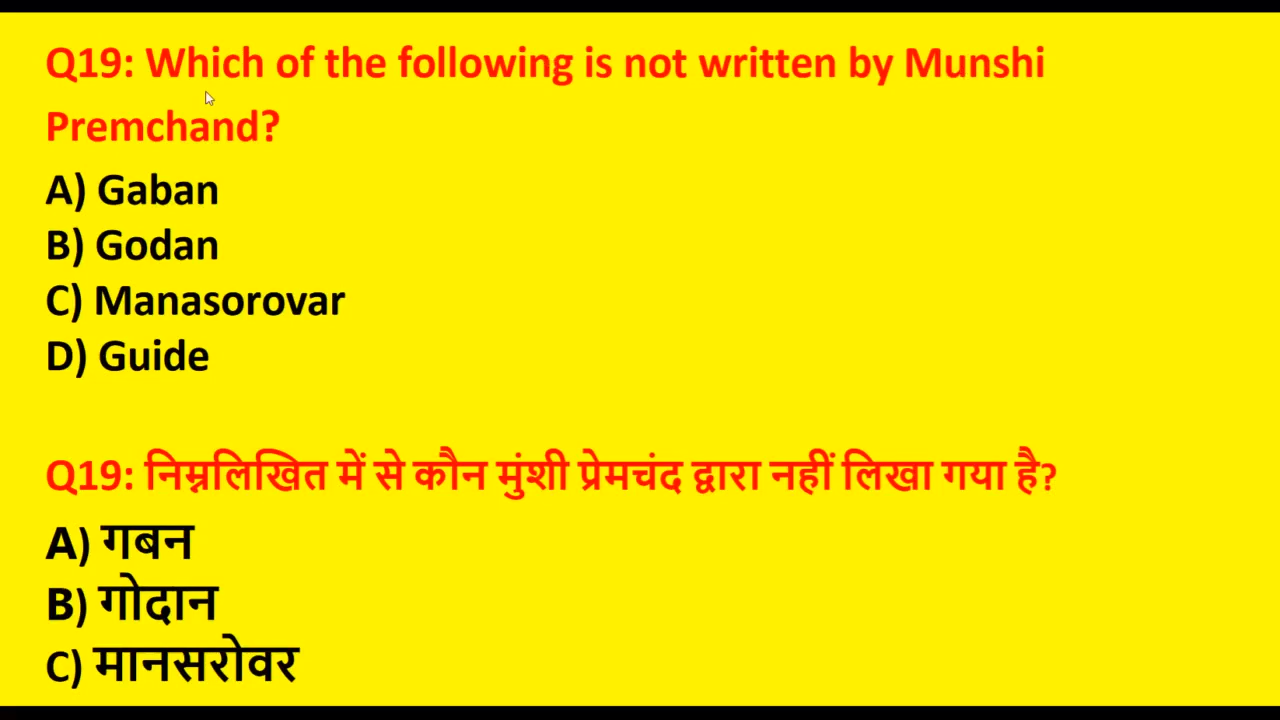 Q19: Which of the following is not written by Munshi
Premchand?
A) Gaban
B) Godan
C) Manasorovar
D) Guide
Q19: निम्नलिखित में से कौन मुंशी प्रेमचंद द्वारा नहीं लिखा गया है?
A) गबन
B) गोदान
C) मानसरोवर